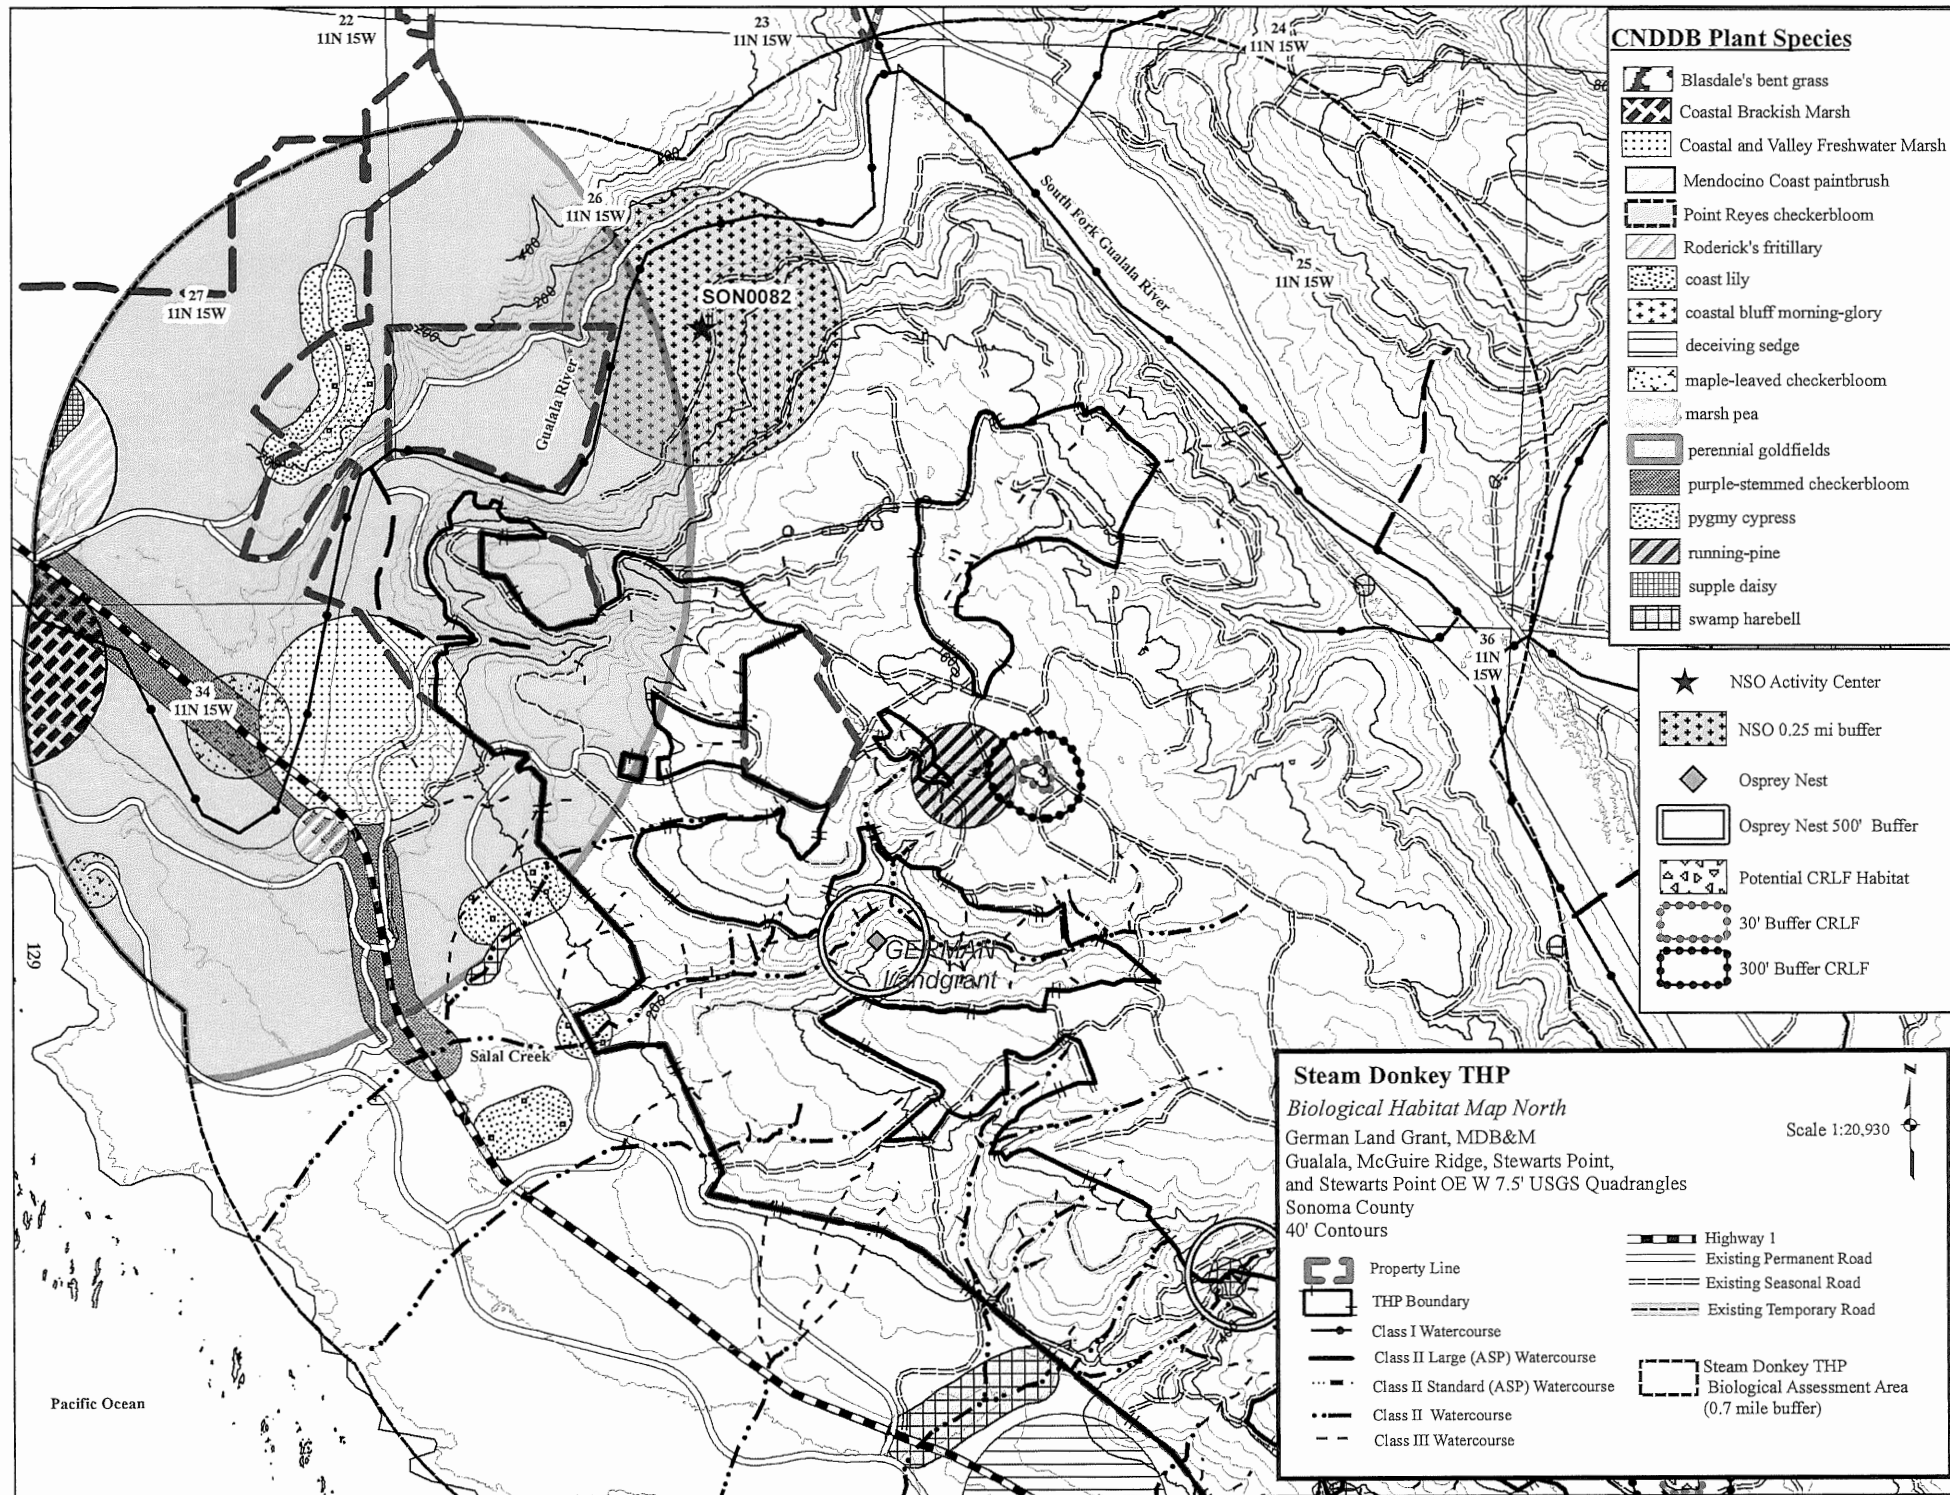 22
11N 15W
23
11N 15W
24
11N 15W
26
11N 15W
27
11N 15W
25
11N 15W
34
11N 15W
36
11N
15W
SON0082
South Fork Gualala River
Gualala River
400
200
200
800
200
GERMAN
Landgrant
Salal Creek
Pacific Ocean
129
CNDDB Plant Species
Blasdale's bent grass
Coastal Brackish Marsh
Coastal and Valley Freshwater Marsh
Mendocino Coast paintbrush
Point Reyes checkerbloom
Roderick's fritillary
coast lily
coastal bluff morning-glory
deceiving sedge
maple-leaved checkerbloom
marsh pea
perennial goldfields
purple-stemmed checkerbloom
pygmy cypress
running-pine
supple daisy
swamp harebell
NSO Activity Center
NSO 0.25 mi buffer
Osprey Nest
Osprey Nest 500' Buffer
Potential CRLF Habitat
30' Buffer CRLF
300' Buffer CRLF
Steam Donkey THP
Biological Habitat Map North
German Land Grant, MDB&M
Gualala, McGuire Ridge, Stewarts Point,
and Stewarts Point OE W 7.5' USGS Quadrangles
Sonoma County
40' Contours
Scale 1:20,930
N
Property Line
THP Boundary
Class I Watercourse
Class II Large (ASP) Watercourse
Class II Standard (ASP) Watercourse
Class II Watercourse
Class III Watercourse
Highway 1
Existing Permanent Road
Existing Seasonal Road
Existing Temporary Road
Steam Donkey THP
Biological Assessment Area
(0.7 mile buffer)